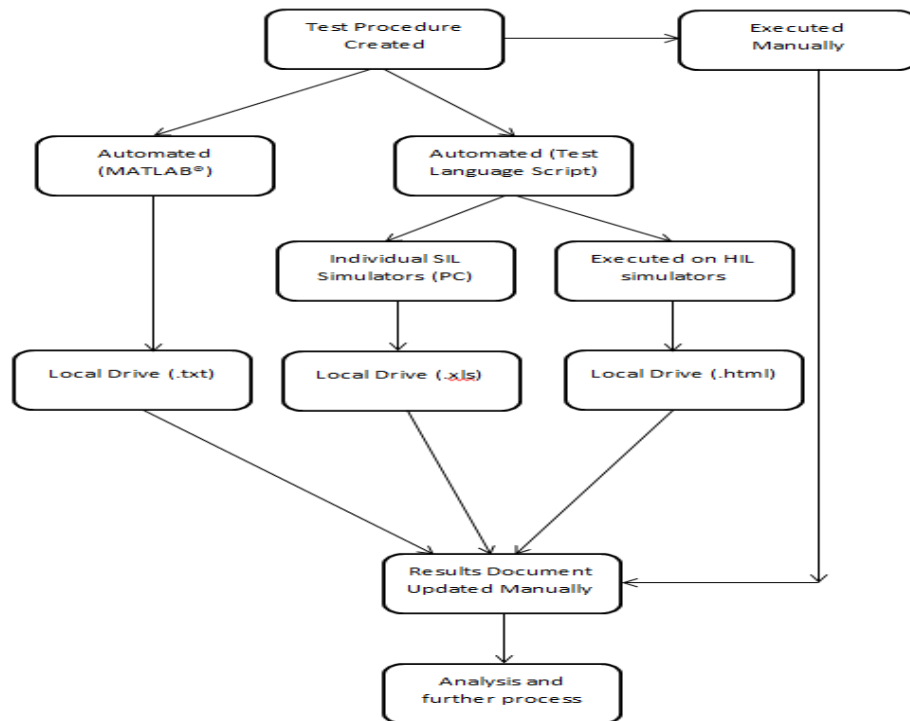 Test Procedure
Created
Executed
Manually
Automated
(MATLAB®)
Automated (Test
Language Script)
Individual SIL
Simulators (PC)
Executed on HIL
simulators
Local Drive (.txt)
Local Drive (.xls)
Local Drive (.html)
Results Document
Updated Manually
Analysis and
further process